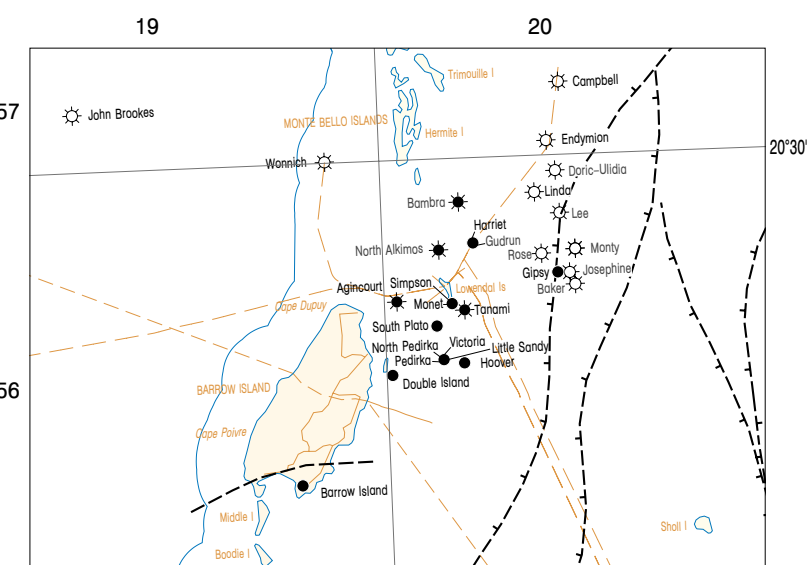 19
20
57
Trimouille I
Campbell
John Brookes
MONTE BELLO ISLANDS
Hermite I
Endymion
20°30'
Wonnich
Doric-Ulidia
Linda
Bambra
Lee
Harriet
Gudrun
North Alkimos
Rose
Monty
Gipsy
Josephine
Baker
Agincourt
Simpson
Lowendal Is
Cape Dupuy
Monet
Tanami
South Plato
North Pedirka
Victoria
Little Sandy
Pedirka
Hoover
Double Island
56
BARROW ISLAND
Cape Poivre
Barrow Island
Middle I
Sholl I
Boodie I